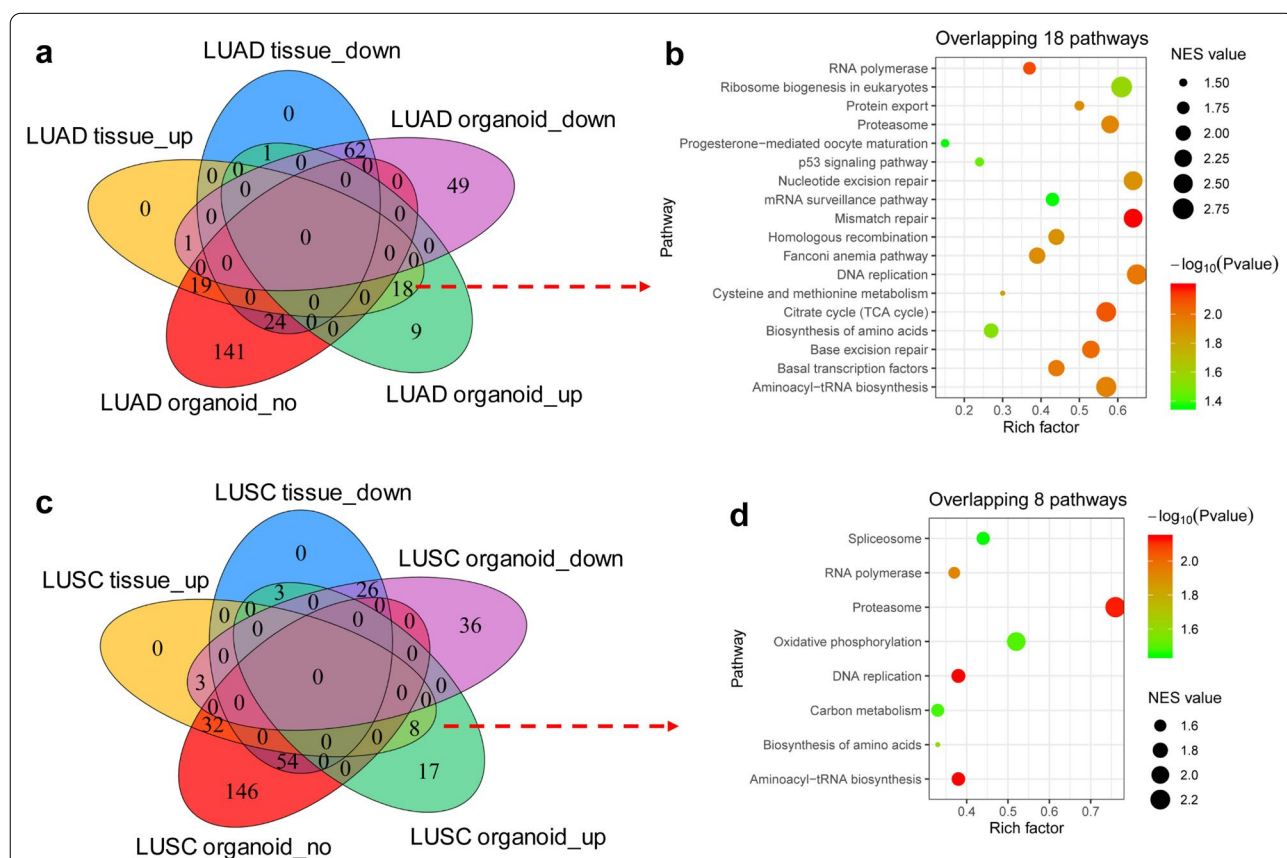 a
LUAD tissue_down
LUAD organoid_down
LUAD tissue_up
0
1
62
0
0
0
0
0
0
0
0
49
0
0
0
0
0
1
0
0
0
0
0
19
0
0
0
18
24
0
0
9
141
LUAD organoid_no
LUAD organoid_up
b
Overlapping 18 pathways
Pathway
RNA polymerase
Ribosome biogenesis in eukaryotes
Protein export
Proteasome
Progesterone−mediated oocyte maturation
p53 signaling pathway
Nucleotide excision repair
mRNA surveillance pathway
Mismatch repair
Homologous recombination
Fanconi anemia pathway
DNA replication
Cysteine and methionine metabolism
Citrate cycle (TCA cycle)
Biosynthesis of amino acids
Base excision repair
Basal transcription factors
Aminoacyl−tRNA biosynthesis
0.2 0.3 0.4 0.5 0.6
Rich factor
NES value
1.50
1.75
2.00
2.25
2.50
2.75
−log10(Pvalue)
2.0
1.8
1.6
1.4
c
LUSC tissue_down
LUSC organoid_down
LUSC tissue_up
0
3
26
0
0
0
0
0
0
0
0
36
0
0
0
0
3
0
0
0
0
0
0
32
0
0
0
8
54
0
0
17
146
LUSC organoid_no
LUSC organoid_up
d
Overlapping 8 pathways
Pathway
Spliceosome
RNA polymerase
Proteasome
Oxidative phosphorylation
DNA replication
Carbon metabolism
Biosynthesis of amino acids
Aminoacyl−tRNA biosynthesis
0.4 0.5 0.6 0.7
Rich factor
−log10(Pvalue)
2.0
1.8
1.6
NES value
1.6
1.8
2.0
2.2